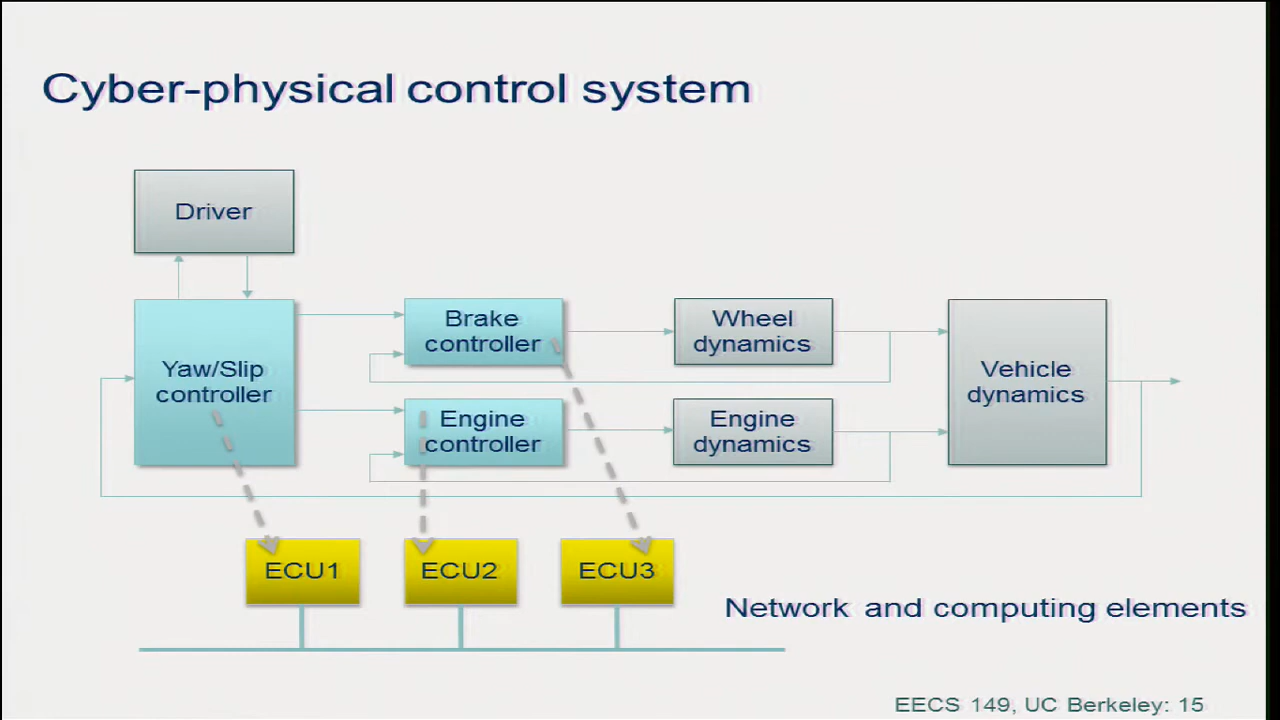 Cyber-physical control system
Driver
Yaw/Slip
controller
Brake
controller
Wheel
dynamics
Vehicle
dynamics
Engine
controller
Engine
dynamics
ECU1
ECU2
ECU3
Network and computing elements
EECS 149, UC Berkeley: 15